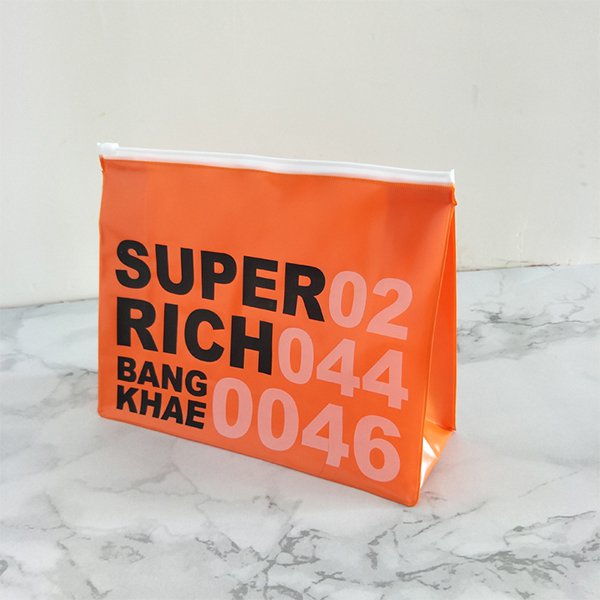 SUPER02
RICH044
BANG
KHAE0046